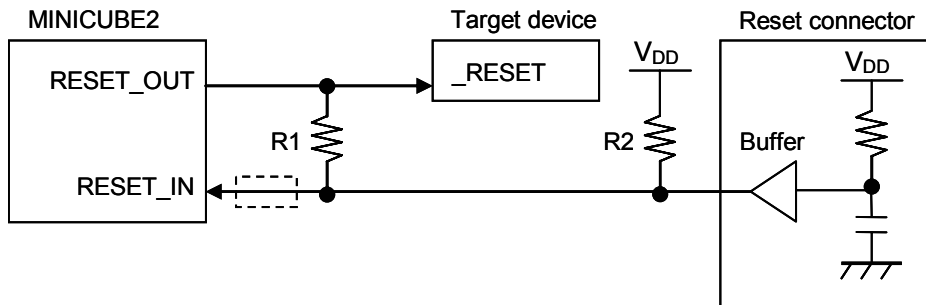 MINICUBE2
Target device
Reset connector
RESET_OUT
_RESET
VDD
VDD
R1
R2
Buffer
RESET_IN